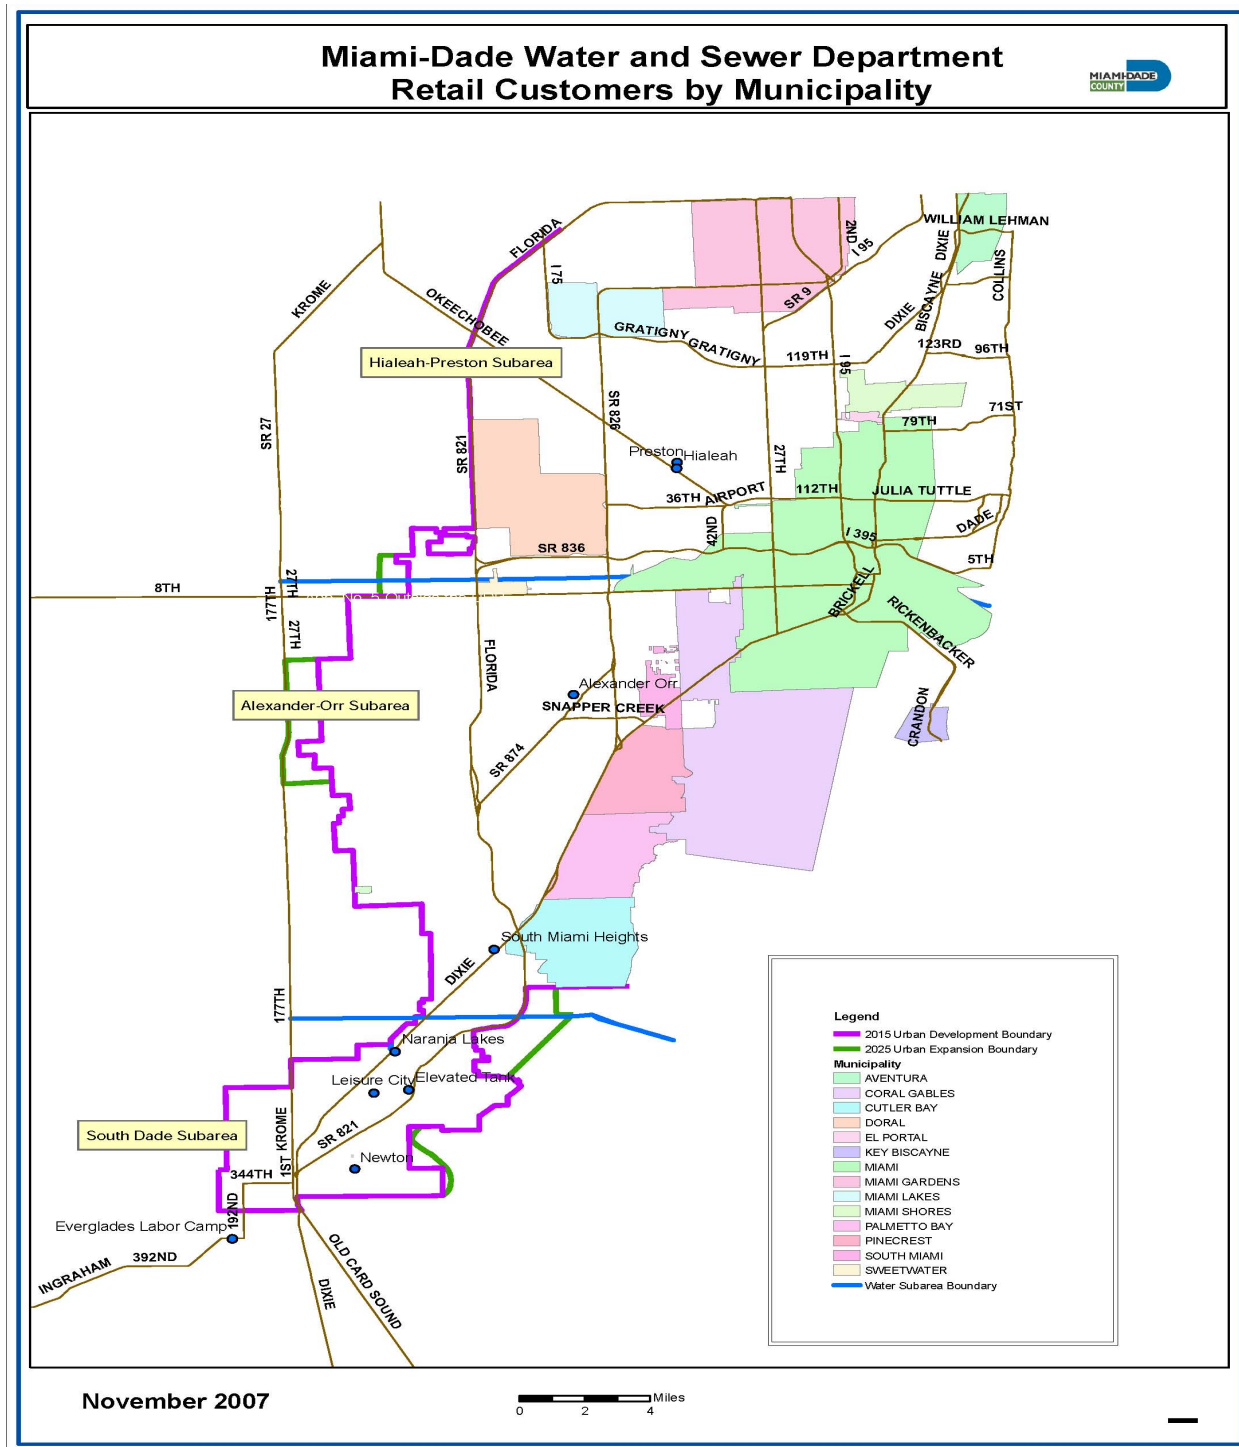 Miami-Dade Water and Sewer Department
Retail Customers by Municipality
MIAMI-DADE
COUNTY
WILLIAM LEHMAN
FLORIDA
2ND
I 95
DIXIE
I 75
KROME
OKEECHOBEE
SR 9
DIXIE
BISCAYNE
COLLINS
GRATIGNY
GRATIGNY
119TH
I 95
123RD
96TH
Hialeah-Preston Subarea
SR 27
SR 821
SR 826
71ST
79TH
Preston
Hialeah
27TH
36TH
AIRPORT
112TH
JULIA TUTTLE
42ND
DADE
I 395
SR 836
5TH
8TH
177TH
27TH
27TH
BRICKELL
RICKENBACKER
FLORIDA
Alexander Orr
SNAPPER CREEK
Alexander-Orr Subarea
CRANDON
SR 874
South Miami Heights
DIXIE
177TH
Naranja Lakes
Leisure City
Elevated Tank
South Dade Subarea
KROME
1ST
SR 821
Newton
344TH
192ND
Everglades Labor Camp
392ND
INGRAHAM
OLD CARD SOUND
DIXIE
Legend
2015 Urban Development Boundary
2025 Urban Expansion Boundary
Municipality
AVENTURA
CORAL GABLES
CUTLER BAY
DORAL
EL PORTAL
KEY BISCAYNE
MIAMI
MIAMI GARDENS
MIAMI LAKES
MIAMI SHORES
PALMETTO BAY
PINECREST
SOUTH MIAMI
SWEETWATER
Water Subarea Boundary
November 2007
Miles
0 2 4